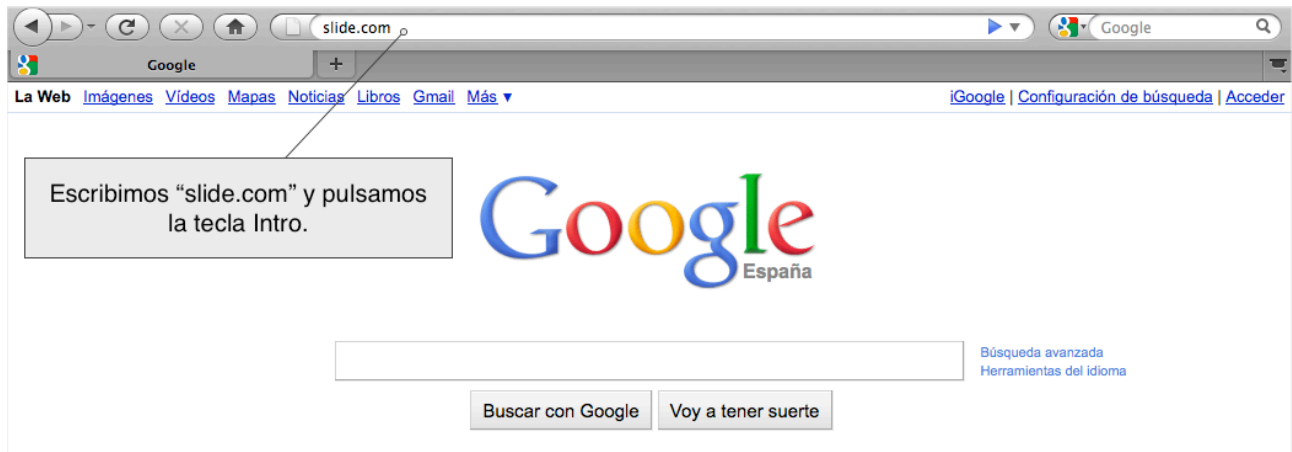 slide.com
Google
Google
La Web Imágenes Vídeos Mapas Noticias Libros Gmail Más ▼
iGoogle | Configuración de búsqueda | Acceder
Escribimos “slide.com” y pulsamos
la tecla Intro.
Google
España
Búsqueda avanzada
Herramientas del idioma
Buscar con Google
Voy a tener suerte